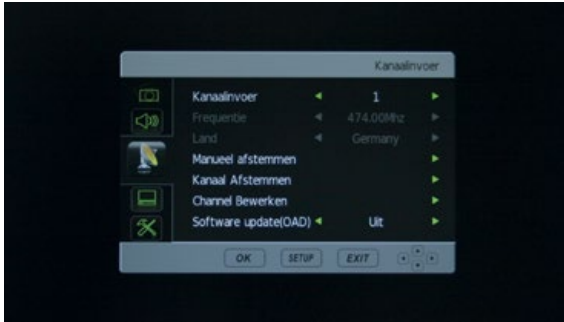 Kanaalinvoer
Kanaalinvoer 1
Frequentie 474.00Mhz
Land Germany
Manueel afstemmen
Kanaal Afstemmen
Channel Bewerken
Software update(OAD) Uit
OK SETUP EXIT